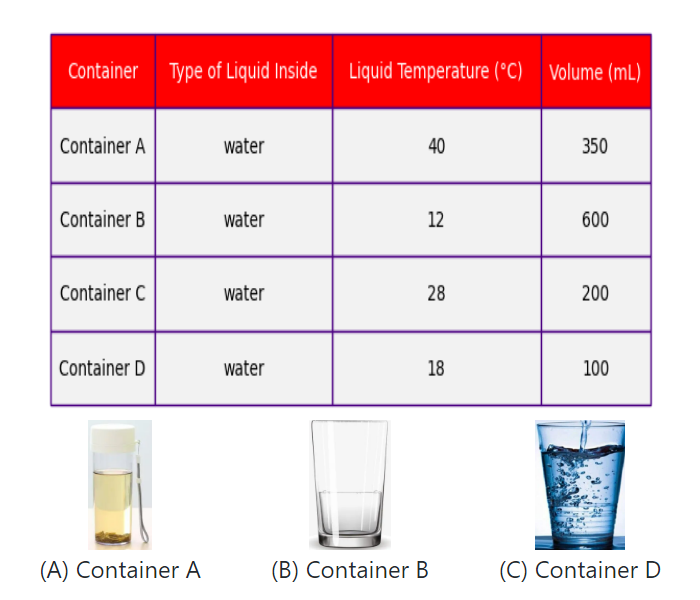 Container Type of Liquid Inside Liquid Temperature (°C) Volume (mL)
Container A water 40 350
Container B water 12 600
Container C water 28 200
Container D water 18 100
(A) Container A (B) Container B (C) Container D